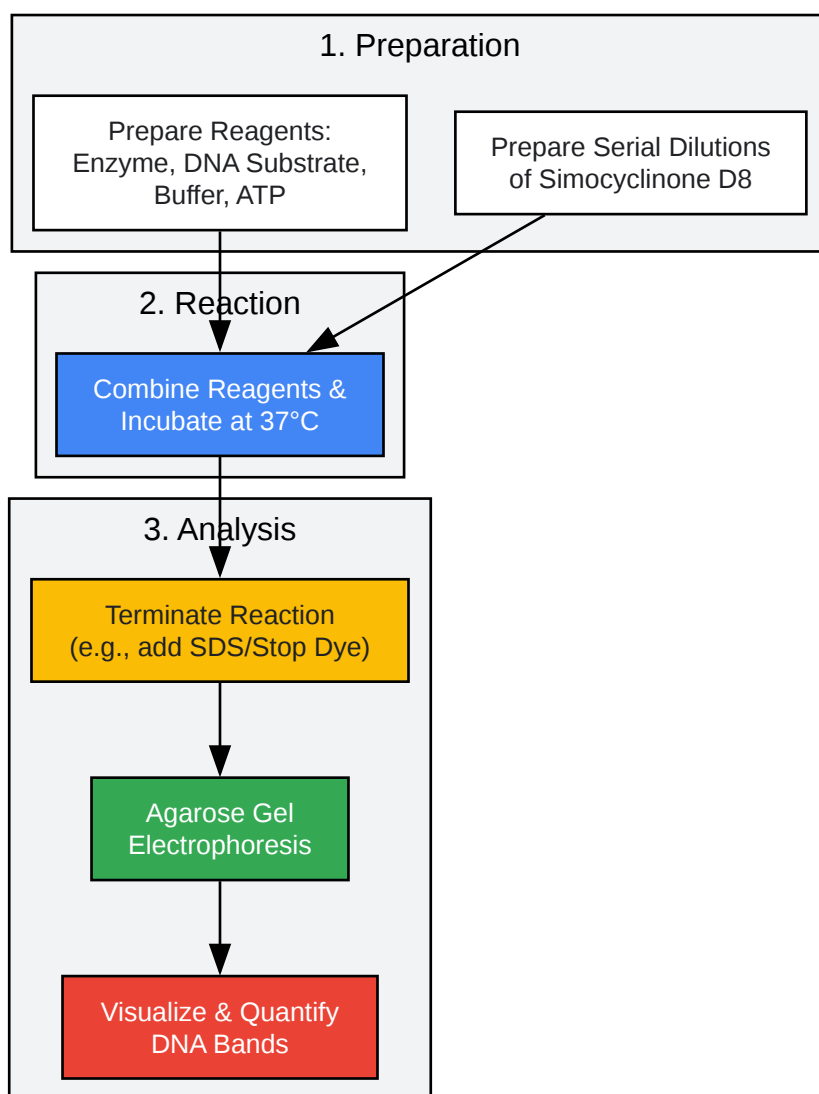 1. Preparation
Prepare Reagents:
Enzyme, DNA Substrate,
Buffer, ATP
Prepare Serial Dilutions
of Simocyclinone D8
2. Reaction
Combine Reagents &
Incubate at 37°C
3. Analysis
Terminate Reaction
(e.g., add SDS/Stop Dye)
Agarose Gel
Electrophoresis
Visualize & Quantify
DNA Bands